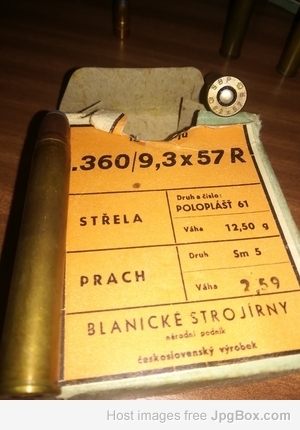 SBP
.360/9,3x57R
STŘELA
Druh a číslo:
POLOPLÁŠŤ 61
Váha 12,50 g
PRACH
Druh Sm 5
Váha 2,59
BLANICKÉ STROJÍRNY
národní podnik
československý výrobek
Host images free JpgBox.com